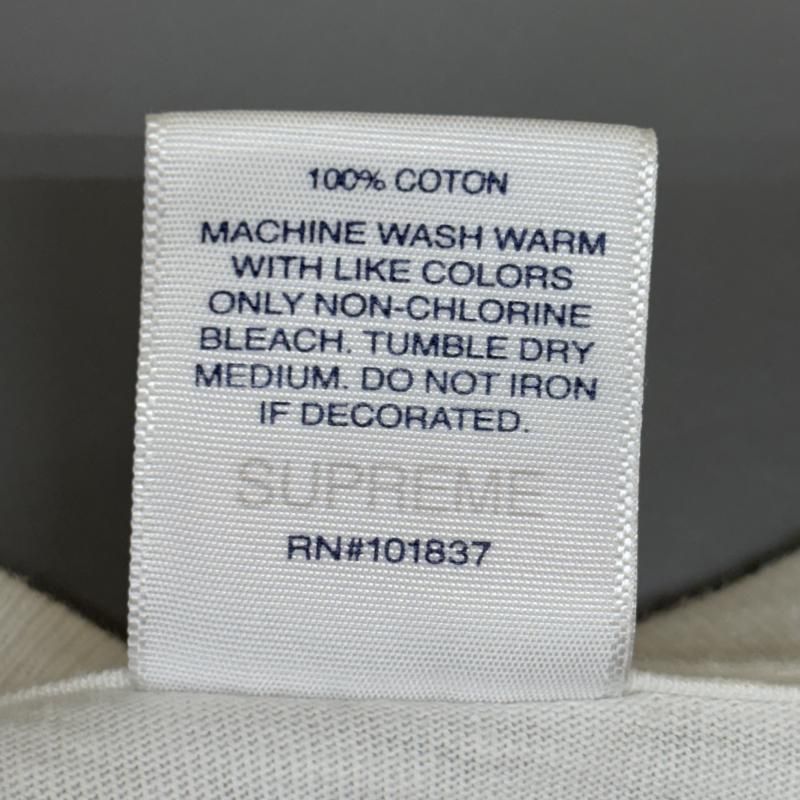 100% COTON
MACHINE WASH WARM
WITH LIKE COLORS
ONLY NON-CHLORINE
BLEACH. TUMBLE DRY
MEDIUM. DO NOT IRON
IF DECORATED.
SUPREME
RN#101837